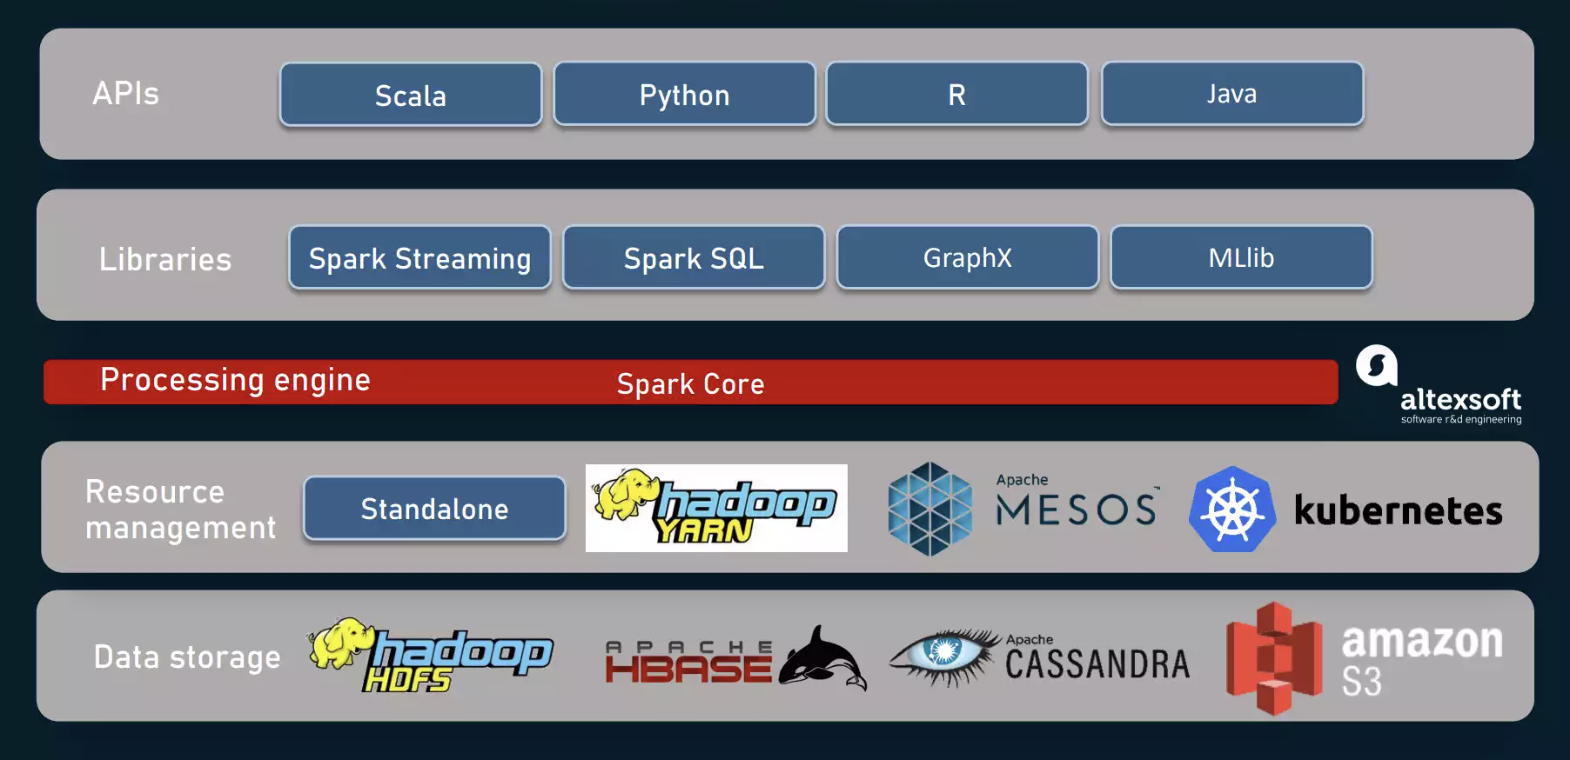 APIs
Scala
Python
R
Java
Libraries
Spark Streaming
Spark SQL
GraphX
MLlib
Processing engine
Spark Core
altexsoft
software r&d engineering
Resource
management
Standalone
hadoop
YARN
Apache
MESOS™
kubernetes
Data storage
hadoop
HDFS
APACHE
HBASE
Apache
CASSANDRA
amazon
S3